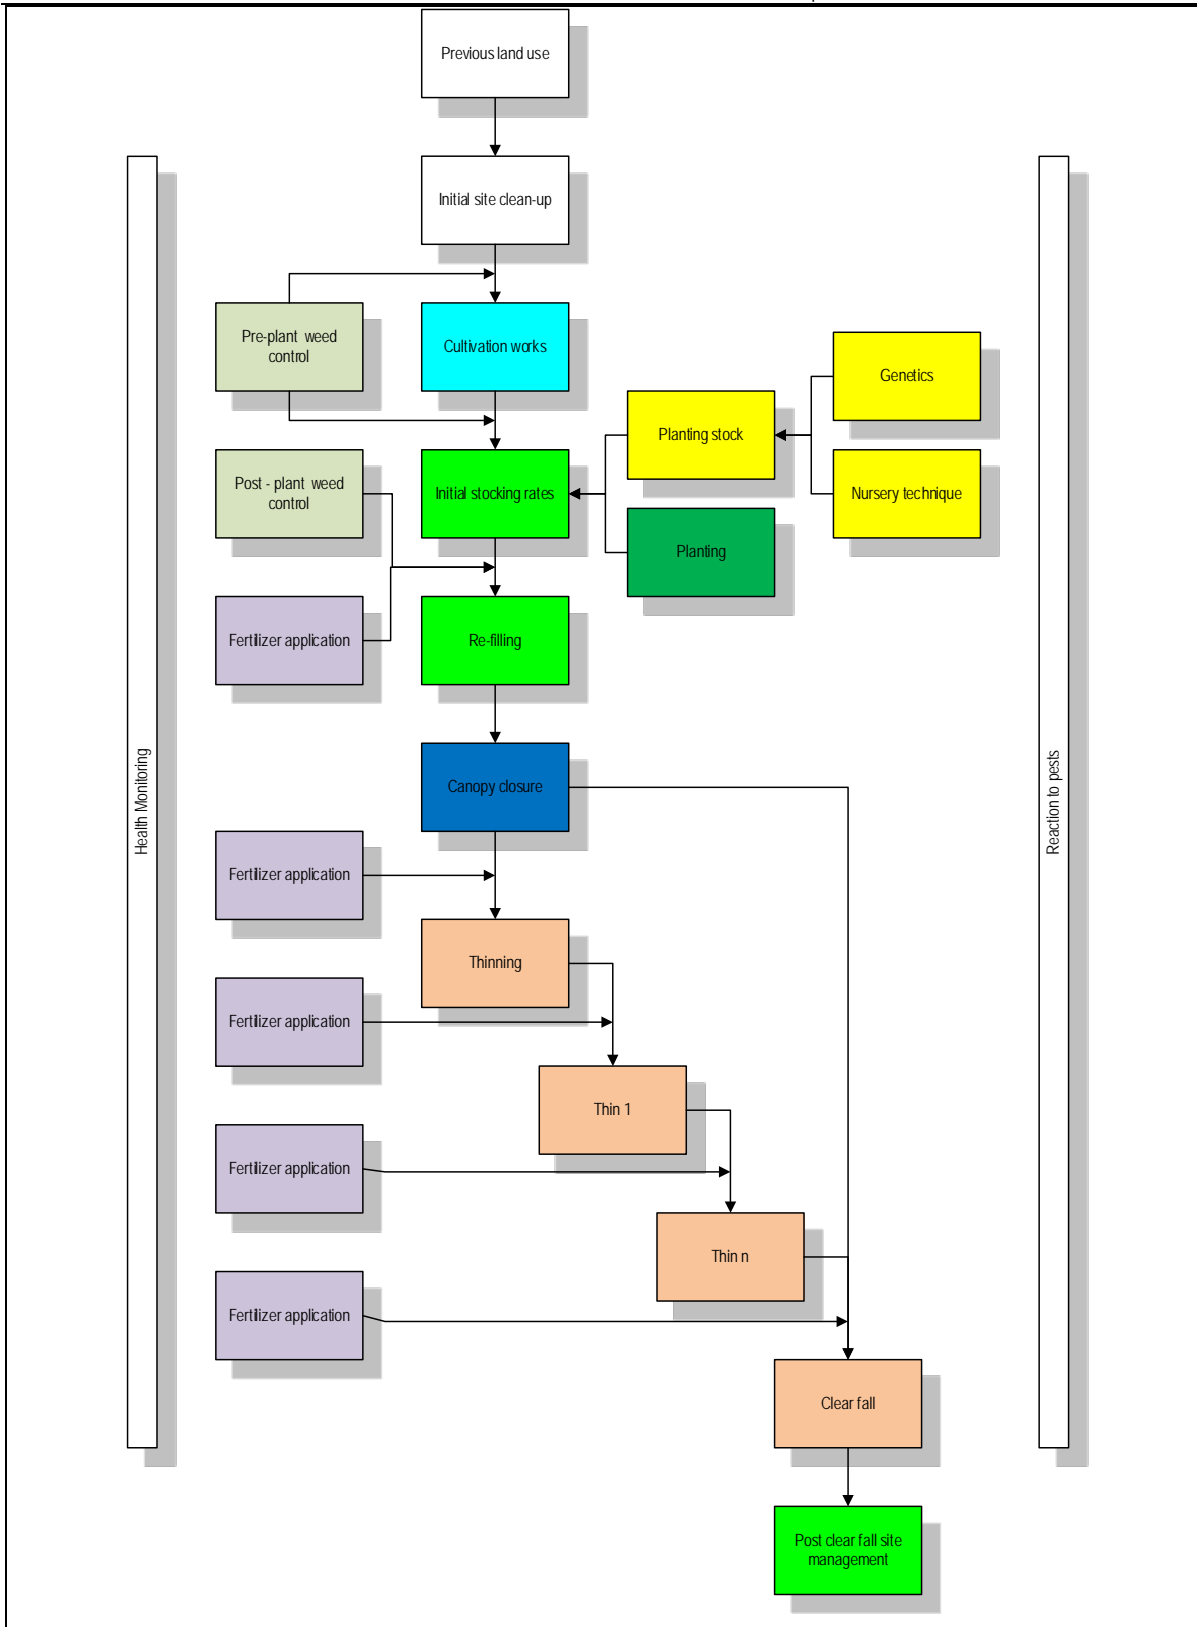 Previous land use
Initial site clean-up
Pre-plant weed
control
Cultivation works
Genetics
Planting stock
Post - plant weed
control
Initial stocking rates
Nursery technique
Planting
Fertilizer application
Re-filling
Health Monitoring
Reaction to pests
Canopy closure
Fertilizer application
Thinning
Fertilizer application
Thin 1
Fertilizer application
Thin n
Fertilizer application
Clear fall
Post clear fall site
management